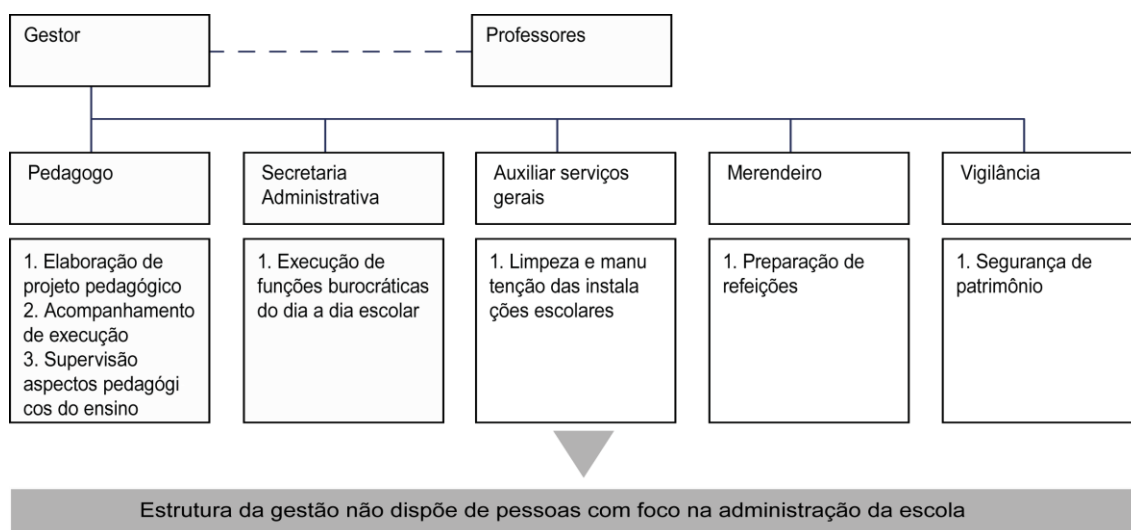 Gestor
Professores
Pedagogo
Secretaria
Administrativa
Auxiliar serviços
gerais
Merendeiro
Vigilância
1. Elaboração de
projeto pedagógico
2. Acompanhamento
de execução
3. Supervisão
aspectos pedagógi
cos do ensino
1. Execução de
funções burocráticas
do dia a dia escolar
1. Limpeza e manu
tenção das instala
ções escolares
1. Preparação de
refeições
1. Segurança de
patrimônio
Estrutura da gestão não dispõe de pessoas com foco na administração da escola